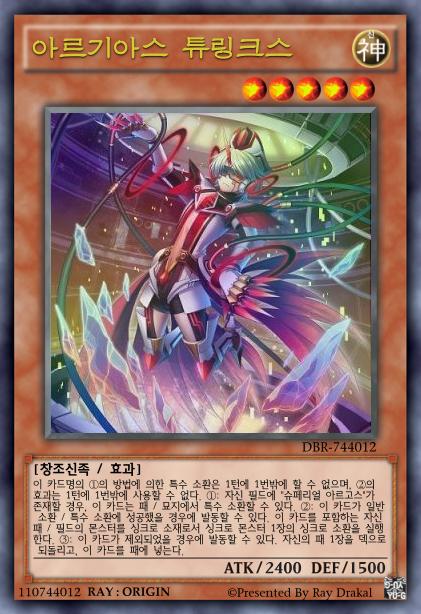 아르기아스 튜링크스
신
神
DBR-744012
[창조신족 / 효과]
이 카드명의 ①의 방법에 의한 특수 소환은 1턴에 1번밖에 할 수 없으며, ②의
효과는 1턴에 1번밖에 사용할 수 없다. ①: 자신 필드에 "슈페리얼 아르고스"가
존재할 경우, 이 카드는 패 / 묘지에서 특수 소환할 수 있다. ②: 이 카드가 일반
소환 / 특수 소환에 성공했을 경우에 발동할 수 있다. 이 카드를 포함하는 자신
패 / 필드의 몬스터를 싱크로 소재로서 싱크로 몬스터 1장의 싱크로 소환을 실행
한다. ③: 이 카드가 제외되었을 경우에 발동할 수 있다. 자신의 패 1장을 덱으로
되돌리고, 이 카드를 패에 넣는다.
ATK/2400 DEF/1500
110744012 RAY : ORIGIN ©Presented By Ray Drakal